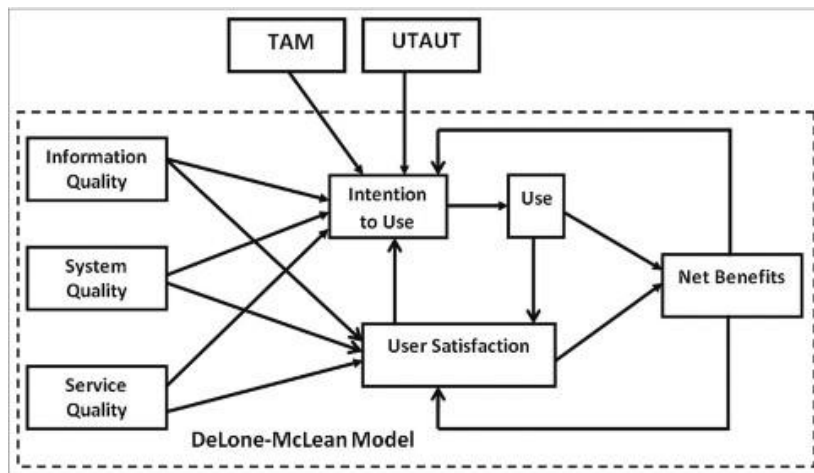 TAM
UTAUT
Information
Quality
Intention
to Use
Use
System
Quality
Net Benefits
User Satisfaction
Service
Quality
DeLone-McLean Model